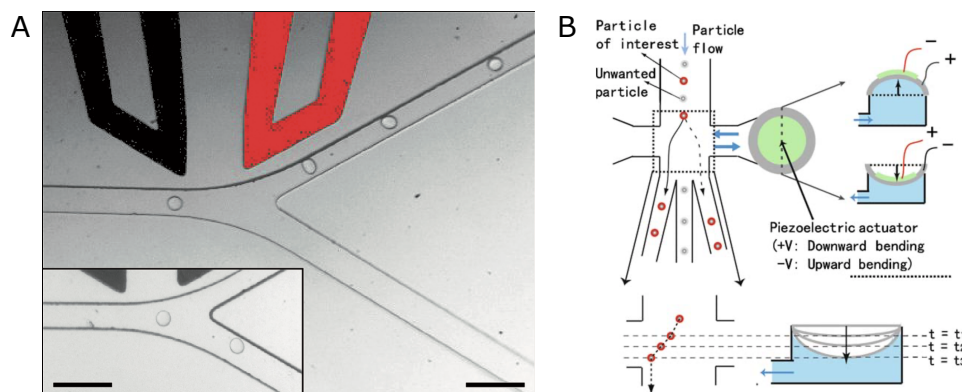 A
B
Particle
of interest
Particle
flow
Unwanted
particle
−
+
+
−
Piezoelectric actuator
(+V: Downward bending
−V: Upward bending)